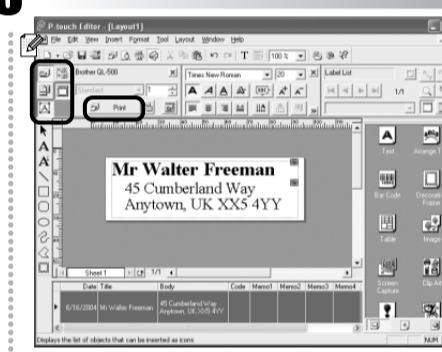 P-touch Editor - [Layout1]
File Edit View Insert Format Tool Layout Window Help
100 %
Brother QL-500
Times New Roman
20
Label List
Standard
1
1/1
Print
A
Text
Arrange T
Bar Code
Decorati
Frame
Mr Walter Freeman
45 Cumberland Way
Anytown, UK XX5 4YY
Table
Image
Sheet 1
1/1
Screen
Capture
Clip Art
Date Title Body Code Memo1 Memo2 Memo3 Memo4
6/16/2004 Mr Walter Freeman 45 Cumberland Way
Anytown, UK XX5 4YY
Displays the list of objects that can be inserted as icons
NUM